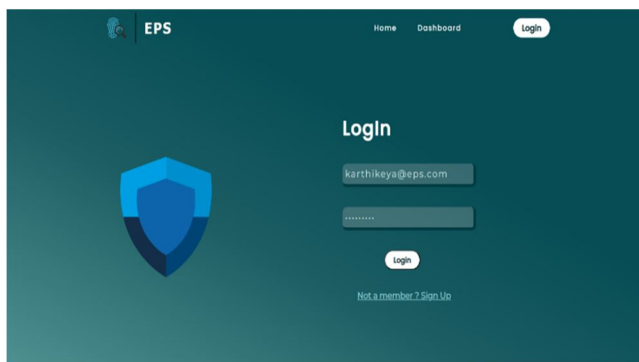 EPS
Home Dashboard Login
LogIn
karthikeya@eps.com
.........
Login
Not a member ? Sign Up